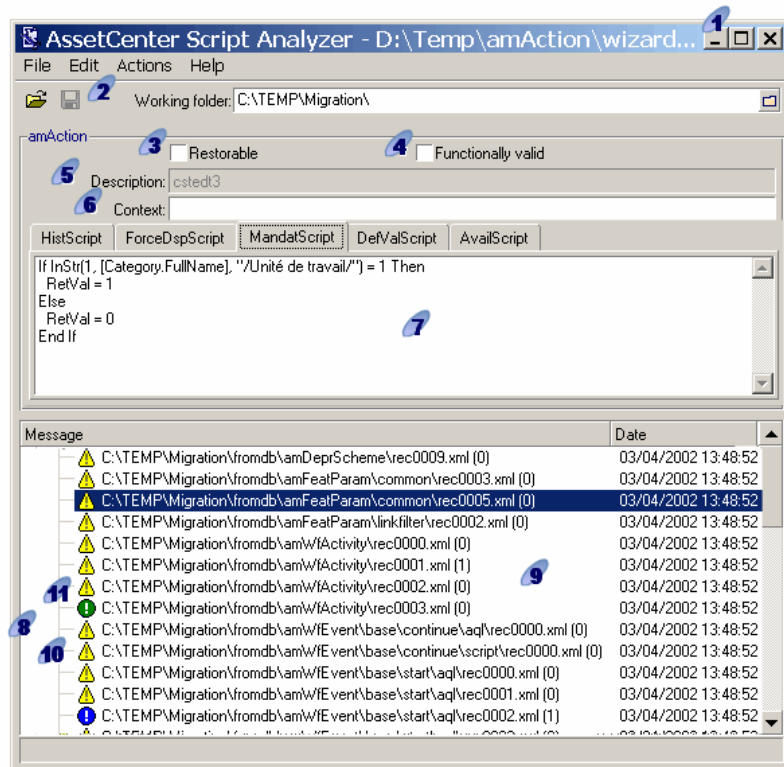 AssetCenter Script Analyzer - D:\Temp\amAction\wizard...
1
File Edit Actions Help
2
Working folder: C:\TEMP\Migration\
amAction
3
Restorable
4
Functionally valid
5
Description: cstedt3
6
Context:
HistScript ForceDspScript MandatScript DefValScript AvailScript
If InStr(1, [Category.FullName], "/Unité de travail/") = 1 Then
RetVal = 1
Else
RetVal = 0
End If
7
Message Date
C:\TEMP\Migration\fromdb\amDeprScheme\rec0009.xml (0) 03/04/2002 13:48:52
C:\TEMP\Migration\fromdb\amFeatParam\common\rec0003.xml (0) 03/04/2002 13:48:52
C:\TEMP\Migration\fromdb\amFeatParam\common\rec0005.xml (0) 03/04/2002 13:48:52
C:\TEMP\Migration\fromdb\amFeatParam\linkfilter\rec0002.xml (0) 03/04/2002 13:48:52
C:\TEMP\Migration\fromdb\amWfActivity\rec0000.xml (0) 03/04/2002 13:48:52
C:\TEMP\Migration\fromdb\amWfActivity\rec0001.xml (1) 03/04/2002 13:48:52
9
11
C:\TEMP\Migration\fromdb\amWfActivity\rec0002.xml (0) 03/04/2002 13:48:52
C:\TEMP\Migration\fromdb\amWfActivity\rec0003.xml (0) 03/04/2002 13:48:52
8
C:\TEMP\Migration\fromdb\amWfEvent\base\continue\aql\rec0000.xml (0) 03/04/2002 13:48:52
10
C:\TEMP\Migration\fromdb\amWfEvent\base\continue\script\rec0000.xml (0) 03/04/2002 13:48:52
C:\TEMP\Migration\fromdb\amWfEvent\base\start\aql\rec0000.xml (0) 03/04/2002 13:48:52
C:\TEMP\Migration\fromdb\amWfEvent\base\start\aql\rec0001.xml (0) 03/04/2002 13:48:52
C:\TEMP\Migration\fromdb\amWfEvent\base\start\aql\rec0002.xml (1) 03/04/2002 13:48:52